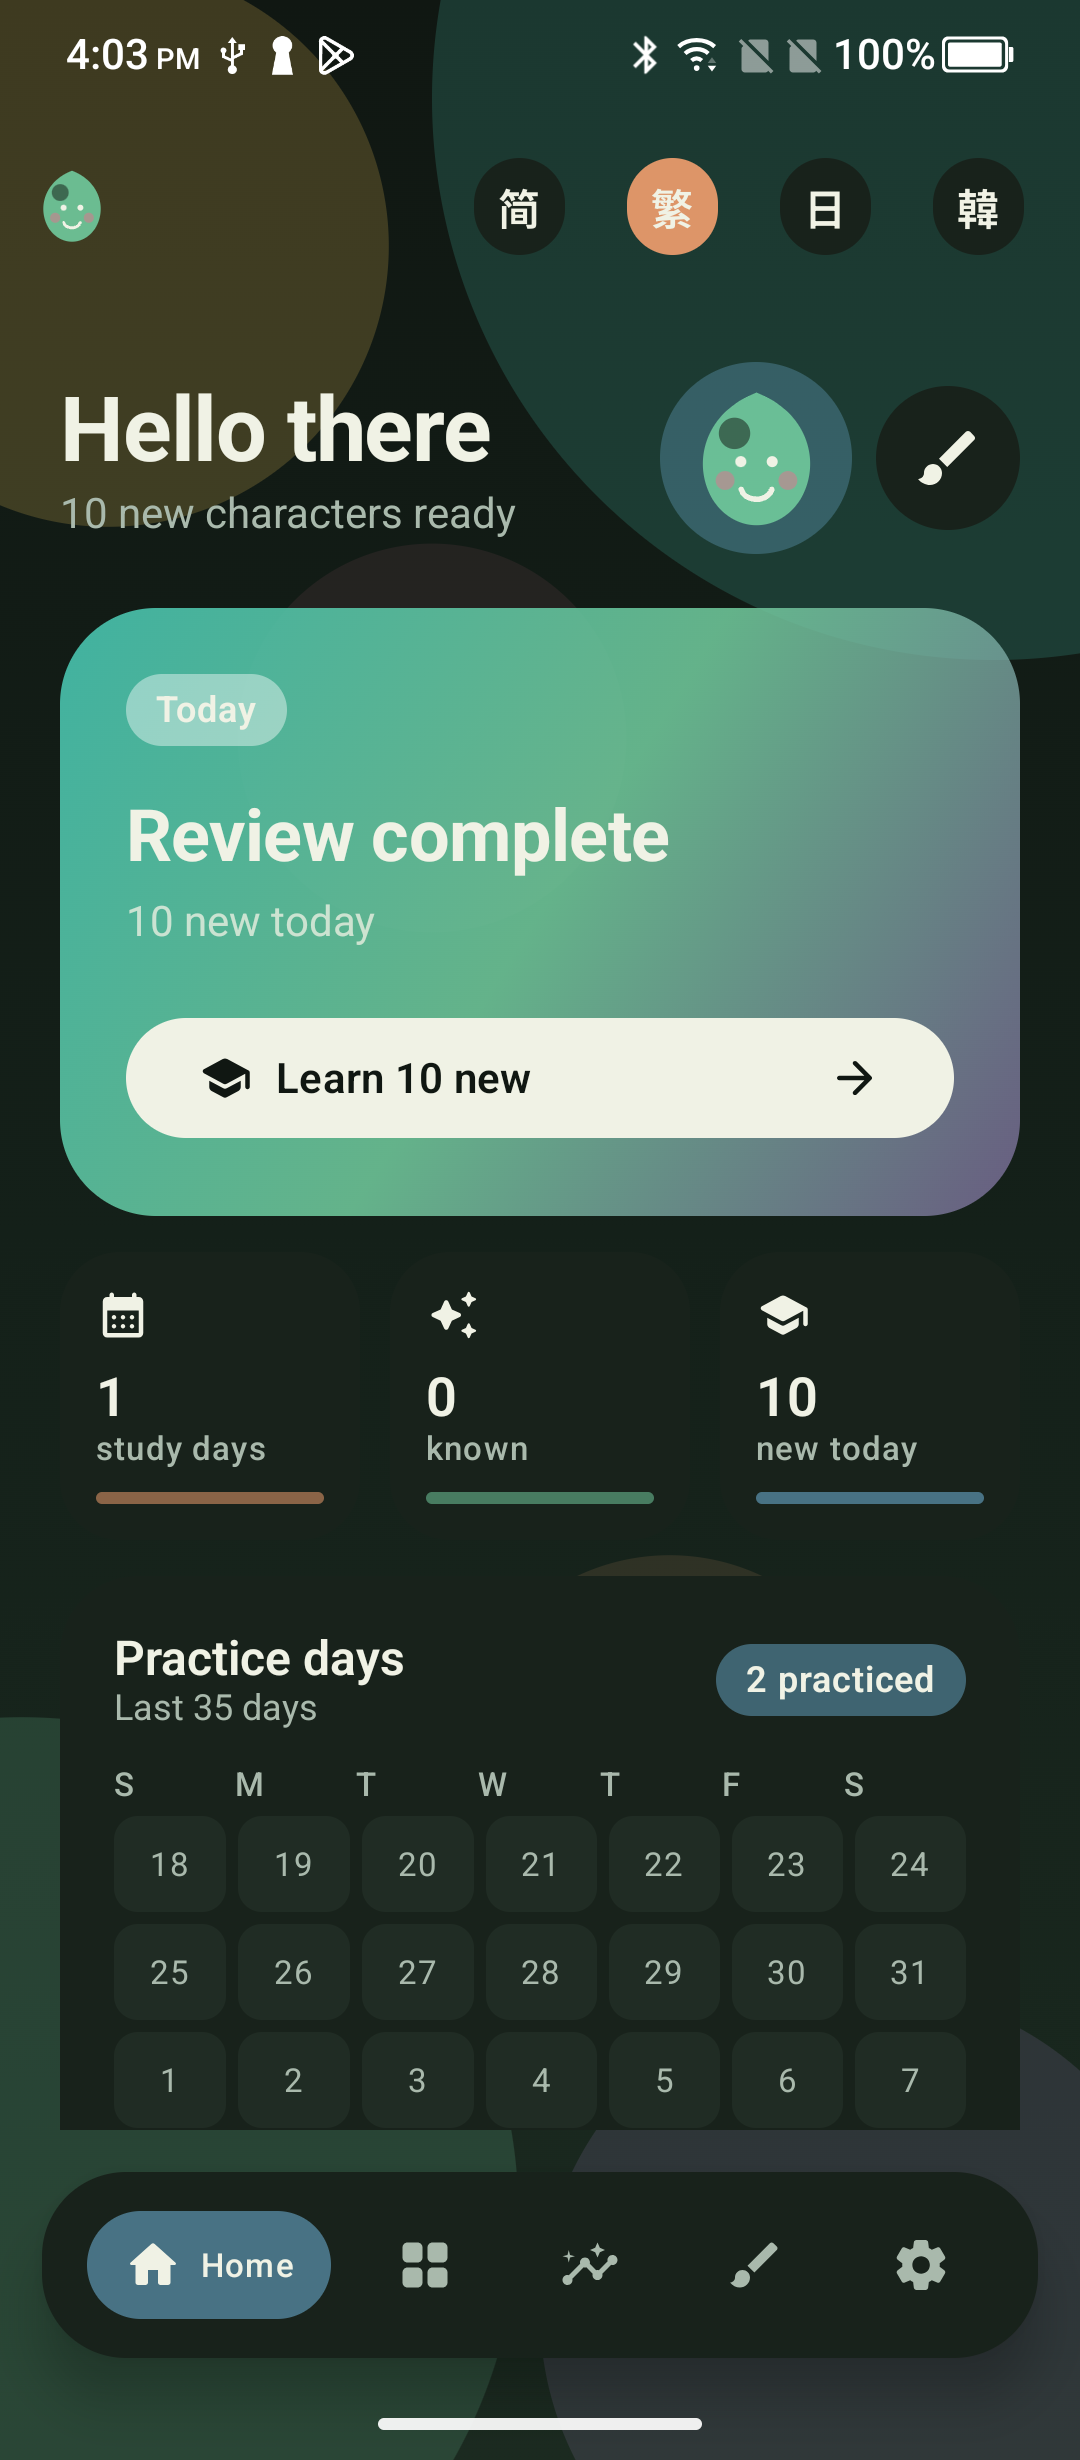 4:03 PM 100%
简 繁 日 韓
Hello there
10 new characters ready
Today
Review complete
10 new today
Learn 10 new
1 0 10
study days known new today
Practice days
2 practiced
Last 35 days
S M T W T F S
18 19 20 21 22 23 24
25 26 27 28 29 30 31
1 2 3 4 5 6 7
Home